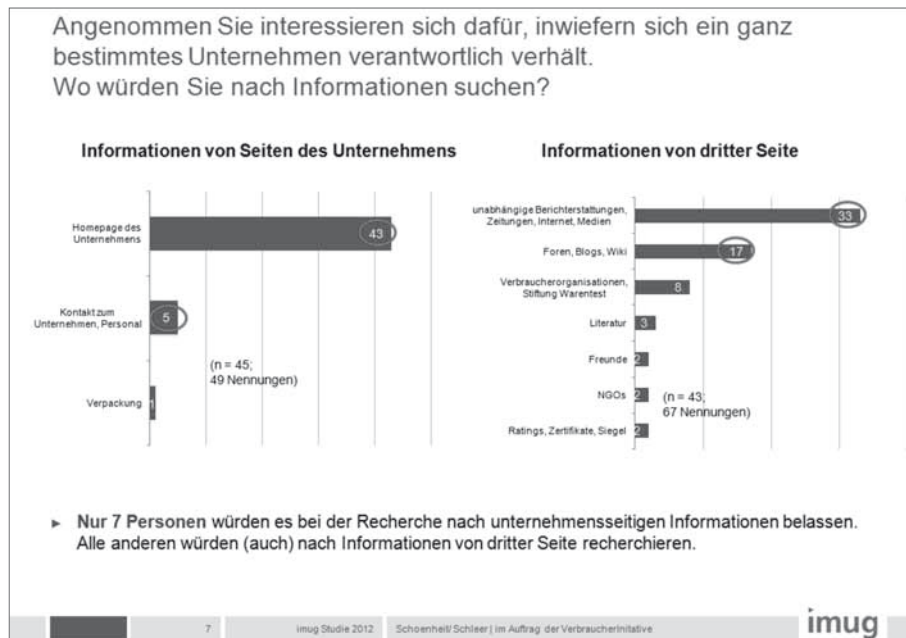 Angenommen Sie interessieren sich dafür, inwiefern sich ein ganz
bestimmtes Unternehmen verantwortlich verhält.
Wo würden Sie nach Informationen suchen?
Informationen von Seiten des Unternehmens
Homepage des
Unternehmens
43
Kontakt zum
Unternehmen, Personal
5
Verpackung
1
(n = 45;
49 Nennungen)
Informationen von dritter Seite
unabhängige Berichterstattungen,
Zeitungen, Internet, Medien
33
Foren, Blogs, Wiki
17
Verbraucherorganisationen,
Stiftung Warentest
8
Literatur
3
Freunde
2
NGOs
2
Ratings, Zertifikate, Siegel
2
(n = 43;
67 Nennungen)
► Nur 7 Personen würden es bei der Recherche nach unternehmensseitigen Informationen belassen.
Alle anderen würden (auch) nach Informationen von dritter Seite recherchieren.
7 imug Studie 2012 Schoenheit/Schleer | im Auftrag der VerbraucherInitative
imug